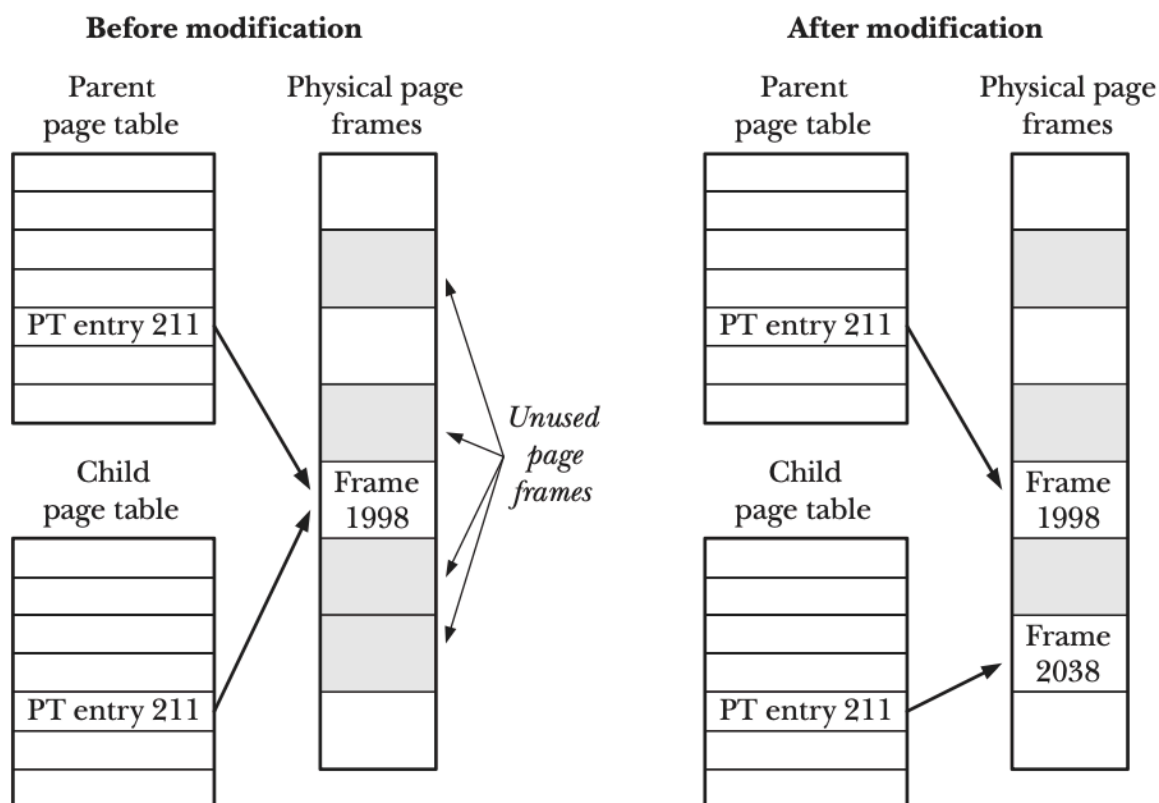 Before modification
Parent
page table
Physical page
frames
PT entry 211
Child
page table
PT entry 211
Frame
1998
Unused
page
frames
After modification
Parent
page table
Physical page
frames
PT entry 211
Child
page table
PT entry 211
Frame
1998
Frame
2038